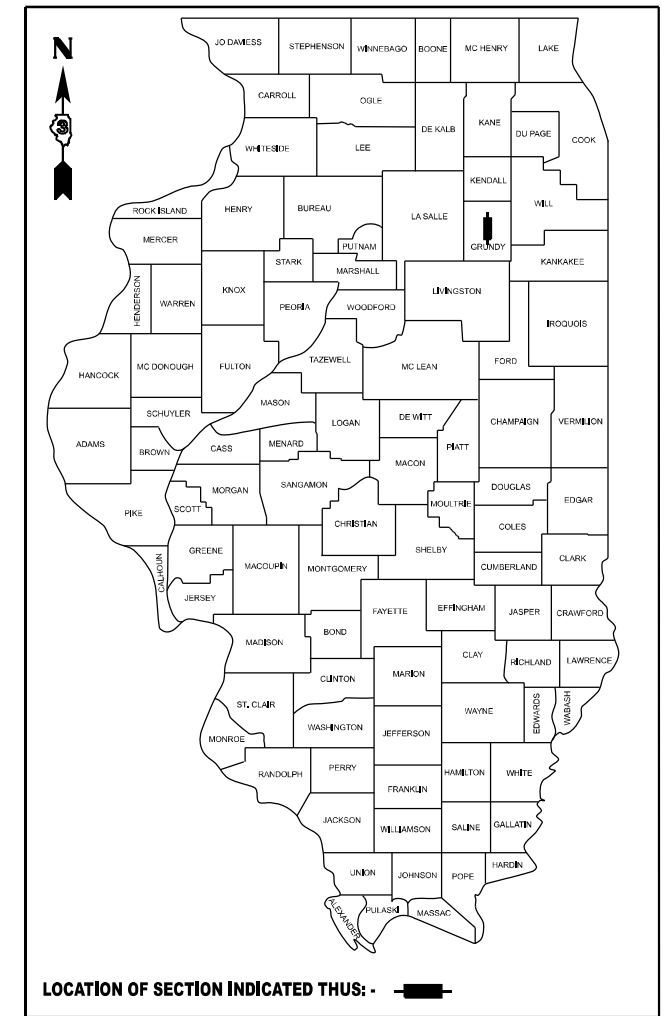 JO DAVIESS STEPHENSON WINNEBAGO BOONE MC HENRY LAKE
N
CARROLL OGLE
DE KALB KANE DU PAGE COOK
WHITESIDE LEE
KENDALL
ROCK ISLAND HENRY BUREAU LA SALLE WILL
MERCER PUTNAM GRUNDY
STARK MARSHALL KANKAKEE
HENDERSON WARREN KNOX PEORIA WOODFORD LIVINGSTON
IROQUOIS
HANCOCK MC DONOUGH FULTON TAZEWELL MC LEAN FORD
MASON
SCHUYLER LOGAN DE WITT CHAMPAIGN VERMILION
ADAMS BROWN CASS MENARD PIATT
MACON
MORGAN SANGAMON DOUGLAS
PIKE SCOTT MOULTRIE EDGAR
CHRISTIAN COLES
GREENE SHELBY
CALHOUN MACOUPIN MONTGOMERY CUMBERLAND CLARK
JERSEY
FAYETTE EFFINGHAM JASPER CRAWFORD
BOND
MADISON CLAY RICHLAND LAWRENCE
CLINTON MARION
ST. CLAIR WAYNE EDWARDS WABASH
WASHINGTON JEFFERSON
MONROE
RANDOLPH PERRY HAMILTON WHITE
FRANKLIN
JACKSON WILLIAMSON SALINE GALLATIN
UNION JOHNSON POPE HARDIN
ALEXANDER PULASKI MASSAC
LOCATION OF SECTION INDICATED THUS: -